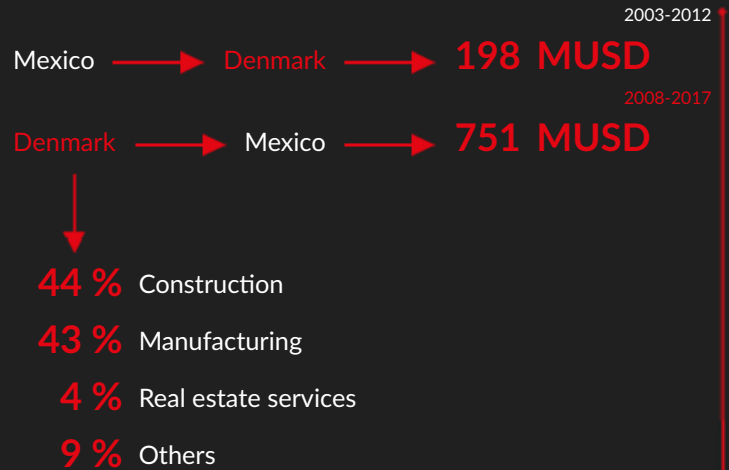 2003-2012
Mexico Denmark 198 MUSD
2008-2017
Denmark Mexico 751 MUSD
44 % Construction
43 % Manufacturing
4 % Real estate services
9 % Others